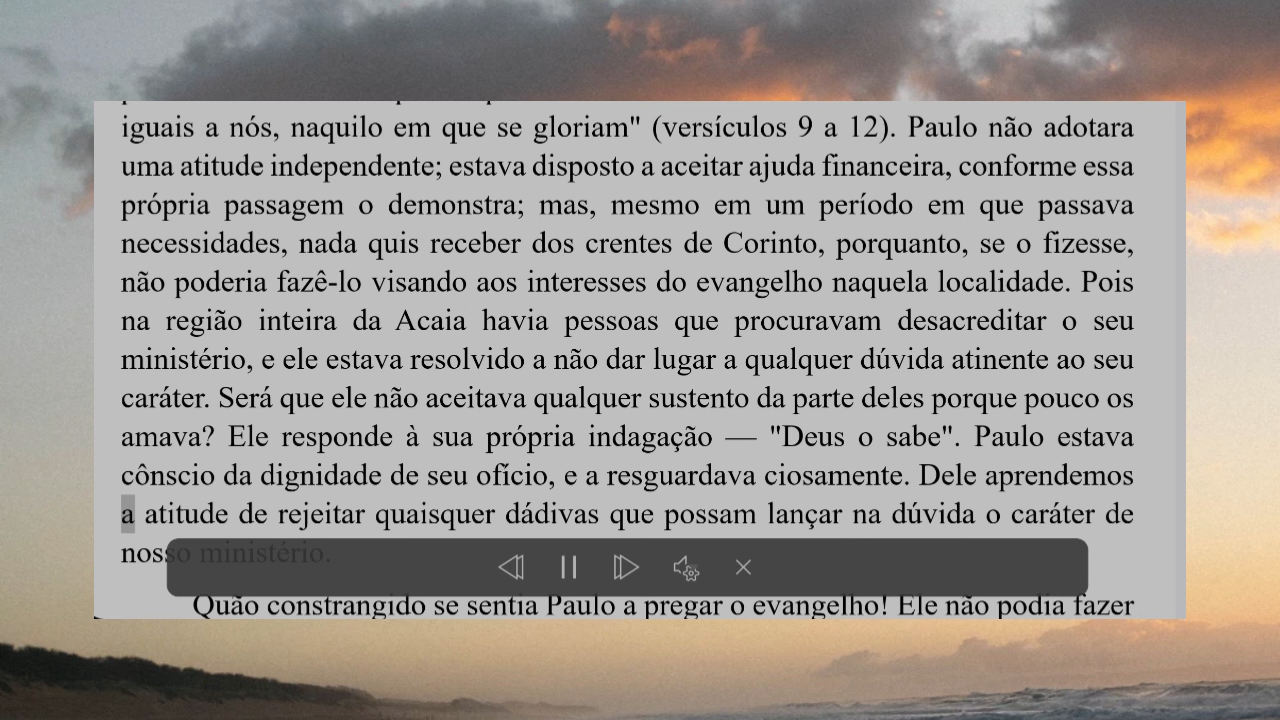 iguais a nós, naquilo em que se gloriam" (versículos 9 a 12). Paulo não adotara
uma atitude independente; estava disposto a aceitar ajuda financeira, conforme essa
própria passagem o demonstra; mas, mesmo em um período em que passava
necessidades, nada quis receber dos crentes de Corinto, porquanto, se o fizesse,
não poderia fazê-lo visando aos interesses do evangelho naquela localidade. Pois
na região inteira da Acaia havia pessoas que procuravam desacreditar o seu
ministério, e ele estava resolvido a não dar lugar a qualquer dúvida atinente ao seu
caráter. Será que ele não aceitava qualquer sustento da parte deles porque pouco os
amava? Ele responde à sua própria indagação — "Deus o sabe". Paulo estava
cônscio da dignidade de seu ofício, e a resguardava ciosamente. Dele aprendemos
a atitude de rejeitar quaisquer dádivas que possam lançar na dúvida o caráter de
nosso ministério.
Quão constrangido se sentia Paulo a pregar o evangelho! Ele não podia fazer